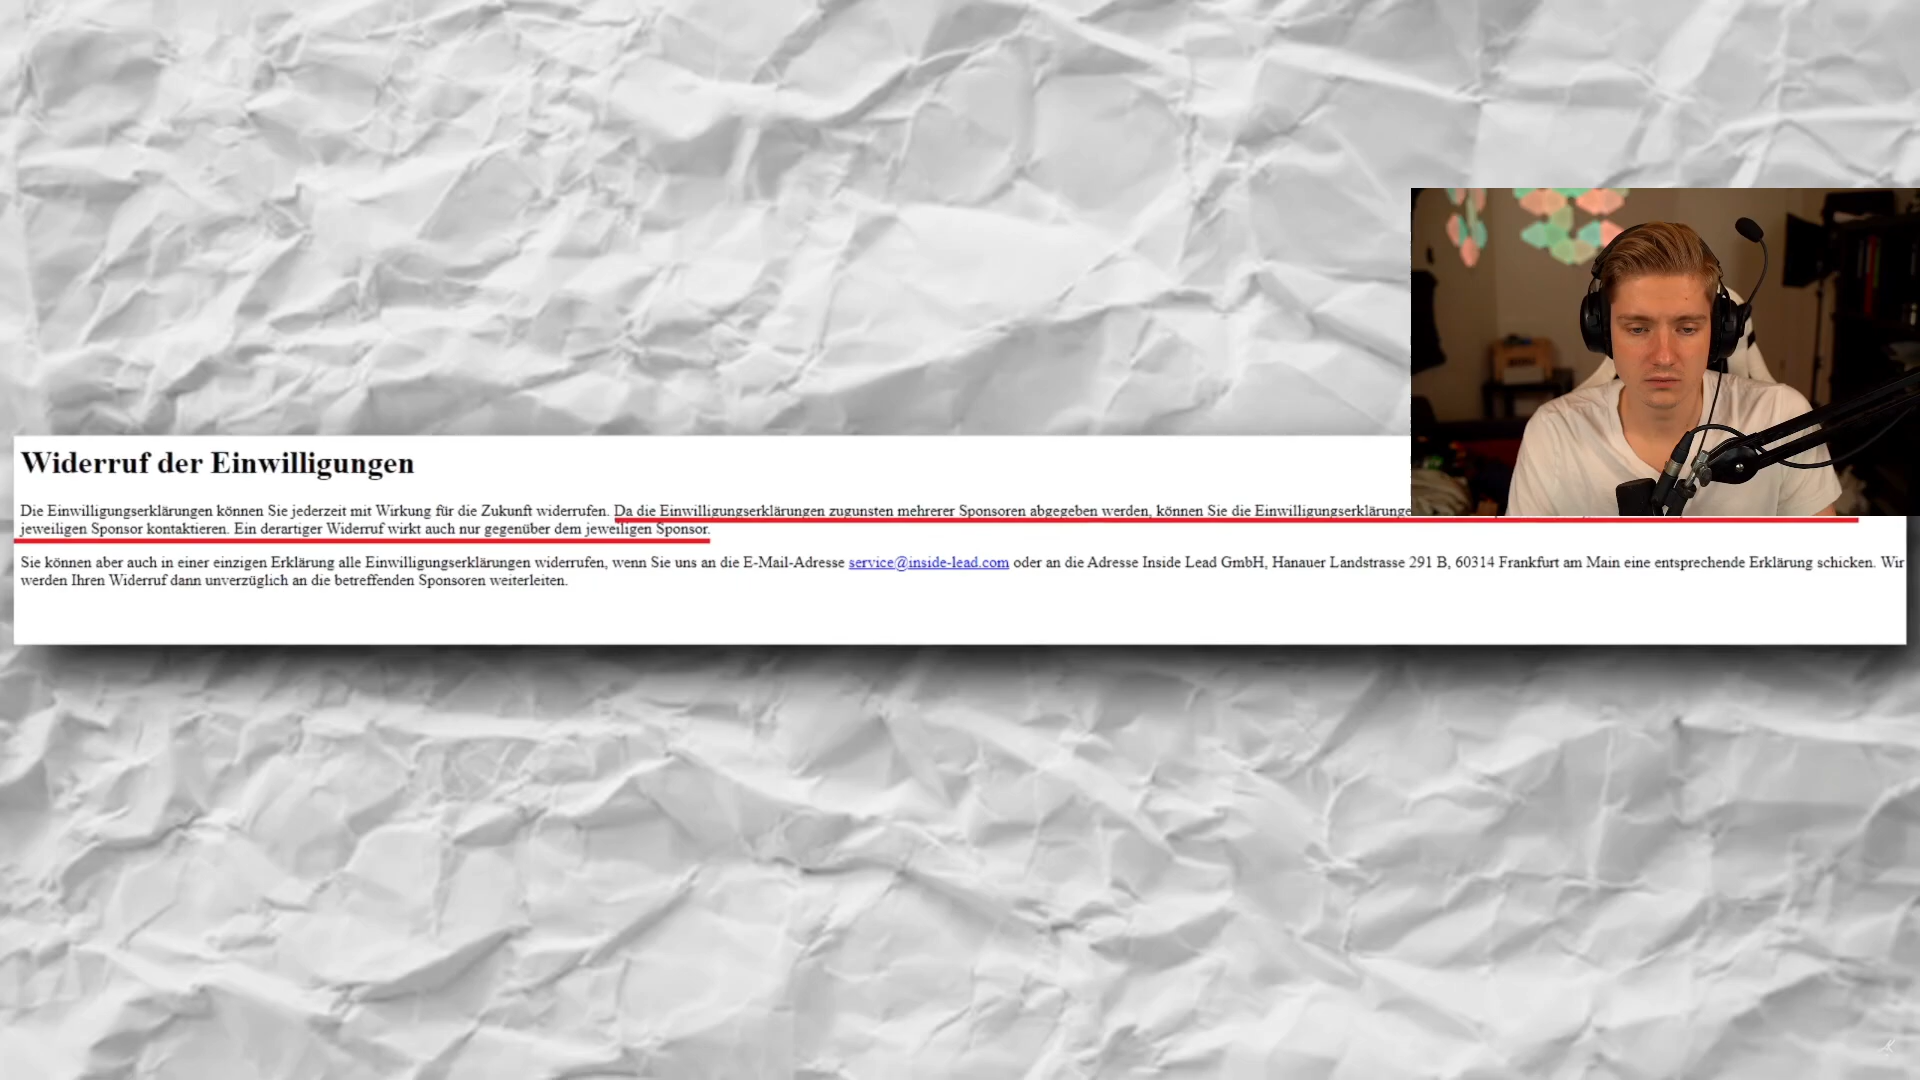 Widerruf der Einwilligungen
Die Einwilligungserklärungen können Sie jederzeit mit Wirkung für die Zukunft widerrufen. Da die Einwilligungserklärungen zugunsten mehrerer Sponsoren abgegeben werden, können Sie die
jeweiligen Sponsor kontaktieren. Ein derartiger Widerruf wirkt auch nur gegenüber dem jeweiligen Sponsor.
Sie können aber auch in einer einzigen Erklärung alle Einwilligungserklärungen widerrufen, wenn Sie uns an die E-Mail-Adresse service@inside-lead.com oder an die Adresse Inside Lead GmbH, Hanauer Landstrasse 291 B, 60314 Frankfurt am Main eine entsprechende Erklärung schicken. Wir
werden Ihren Widerruf dann unverzüglich an die betreffenden Sponsoren weiterleiten.